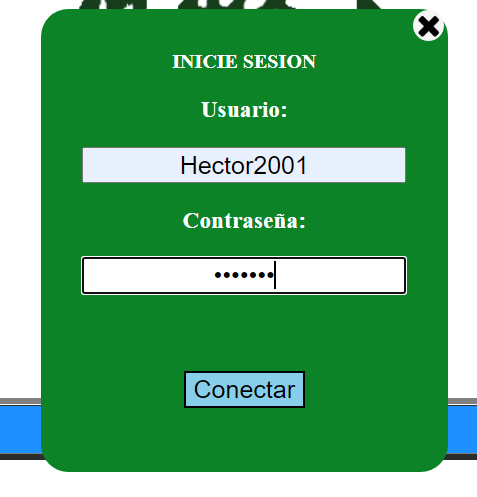 INICIE SESION
Usuario:
Hector2001
Contraseña:
•••••••
Conectar